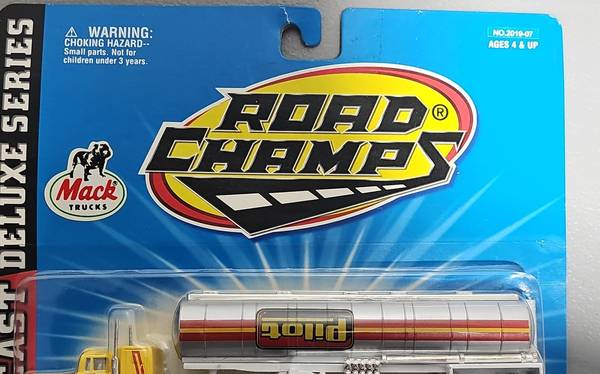 WARNING:
CHOKING HAZARD--
Small parts. Not for
children under 3 years.
NO.2019-07
AGES 4 & UP
ROAD
CHAMPS®
Mack®
TRUCKS
DELUXE SERIES
Pilot